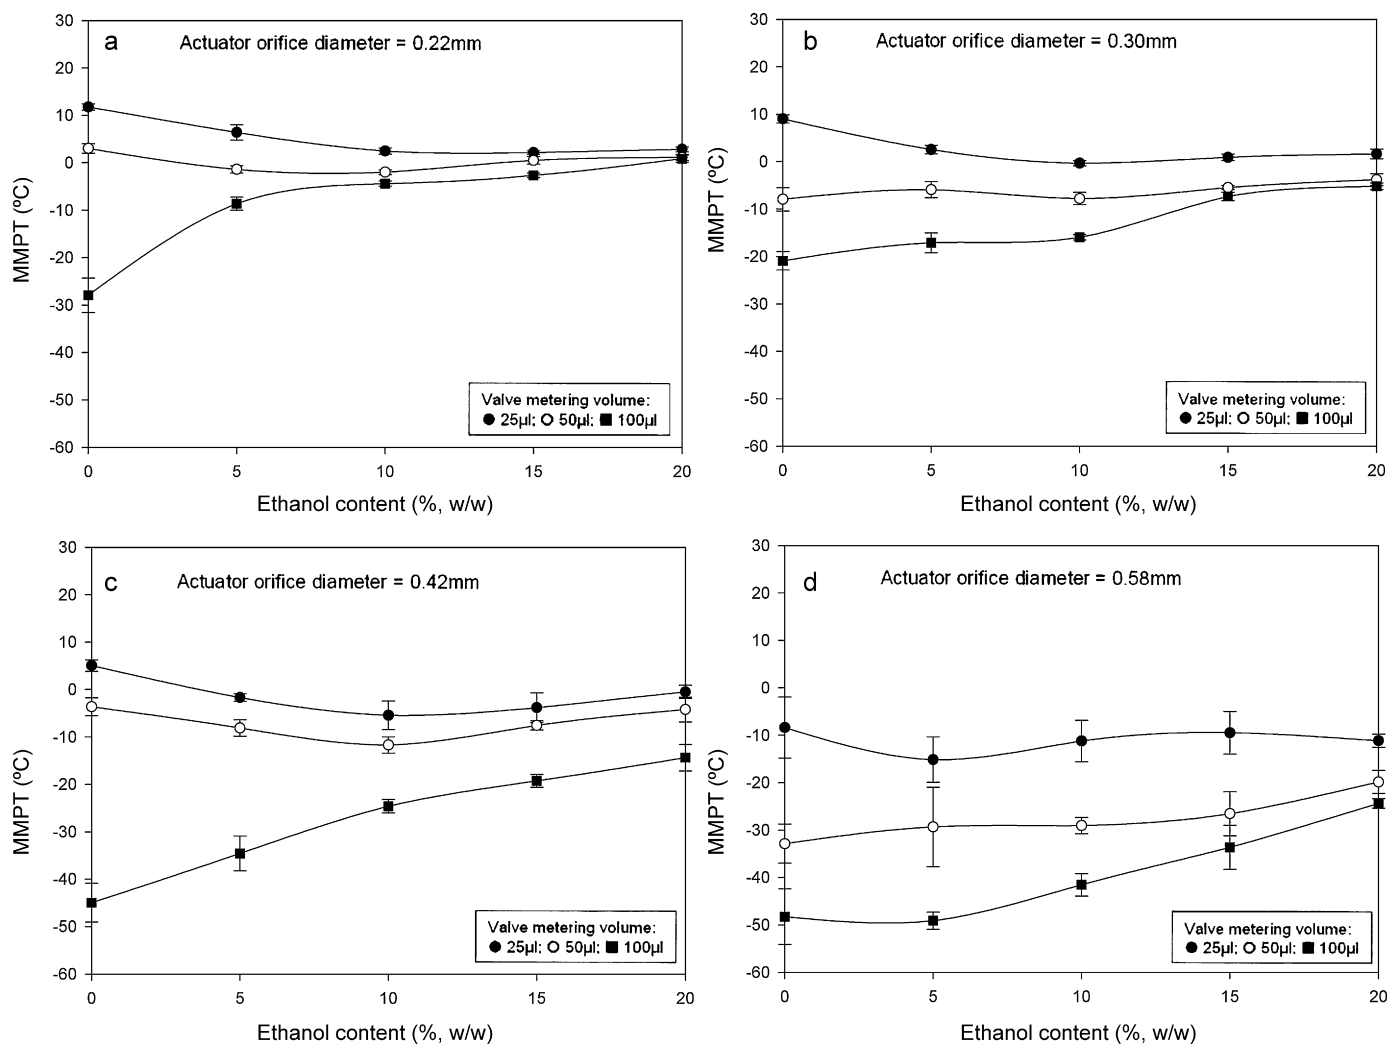 a
Actuator orifice diameter = 0.22mm
30
20
10
0
-10
-20
-30
-40
-50
-60
MMPT (ºC)
Valve metering volume:
25µl; 50µl; 100µl
0 5 10 15 20
Ethanol content (%, w/w)
b
Actuator orifice diameter = 0.30mm
30
20
10
0
-10
-20
-30
-40
-50
-60
MMPT (ºC)
Valve metering volume:
25µl; 50µl; 100µl
0 5 10 15 20
Ethanol content (%, w/w)
c
Actuator orifice diameter = 0.42mm
30
20
10
0
-10
-20
-30
-40
-50
-60
MMPT (ºC)
Valve metering volume:
25µl; 50µl; 100µl
0 5 10 15 20
Ethanol content (%, w/w)
d
Actuator orifice diameter = 0.58mm
30
20
10
0
-10
-20
-30
-40
-50
-60
MMPT (ºC)
Valve metering volume:
25µl; 50µl; 100µl
0 5 10 15 20
Ethanol content (%, w/w)